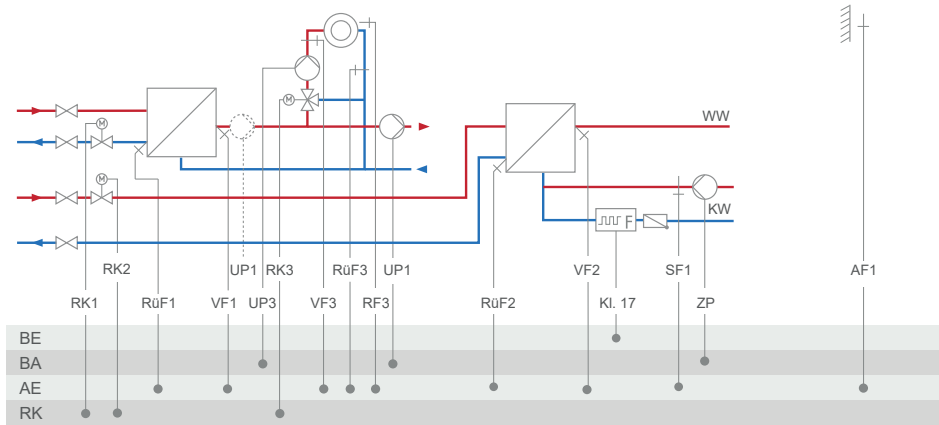 M
M
M
M
WW
F
KW
RK1
RK2
RüF1
VF1
UP1
UP3
RK3
VF3
RüF3
RF3
UP1
RüF2
VF2
Kl. 17
SF1
ZP
AF1
BE
BA
AE
RK